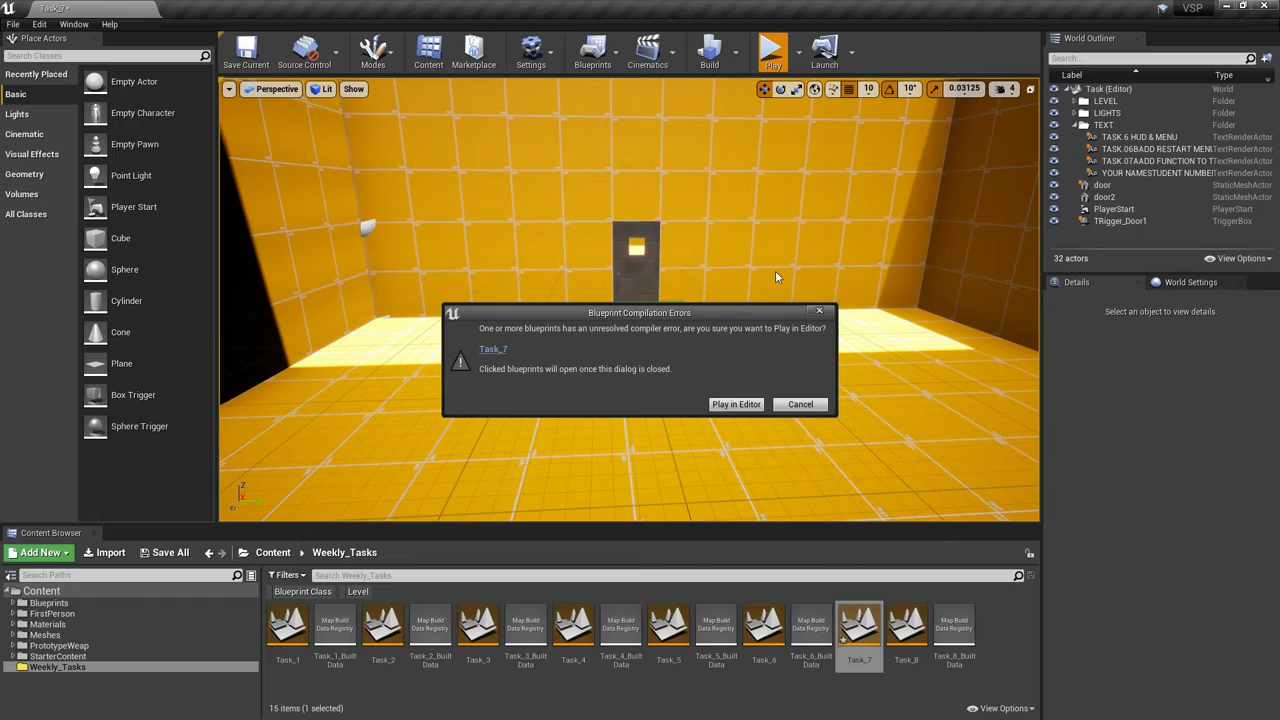 Task_7*
VSP
File Edit Window Help
Place Actors
Search Classes
Recently Placed
Basic
Lights
Cinematic
Visual Effects
Geometry
Volumes
All Classes
Empty Actor
Empty Character
Empty Pawn
Point Light
Player Start
Cube
Sphere
Cylinder
Cone
Plane
Box Trigger
Sphere Trigger
Save Current
Source Control
Modes
Content
Marketplace
Settings
Blueprints
Cinematics
Build
Play
Launch
Perspective Lit Show
10 10° 0.03125 4
Blueprint Compilation Errors
One or more blueprints has an unresolved compiler error, are you sure you want to Play in Editor?
Task_7
Clicked blueprints will open once this dialog is closed.
Play in Editor Cancel
Z
X
World Outliner
Search...
Label Type
Task (Editor) World
LEVEL Folder
LIGHTS Folder
TEXT Folder
TASK.6 HUD & MENU TextRenderActor
TASK.06BADD RESTART MENU TextRenderActor
TASK.07AADD FUNCTION TO T TextRenderActor
YOUR NAMESTUDENT NUMBE TextRenderActor
door StaticMeshActor
door2 StaticMeshActor
PlayerStart PlayerStart
TRigger_Door1 TriggerBox
32 actors View Options
Details World Settings
Select an object to view details.
Content Browser
Add New Import Save All Content Weekly_Tasks
Search Paths
Content
Blueprints
FirstPerson
Materials
Meshes
PrototypeWeap
StarterContent
Weekly_Tasks
Filters Search Weekly_Tasks
Blueprint Class Level
Task_1
Map Build Data Registry
Task_1_Built Data
Task_2
Map Build Data Registry
Task_2_Built Data
Task_3
Map Build Data Registry
Task_3_Built Data
Task_4
Map Build Data Registry
Task_4_Built Data
Task_5
Map Build Data Registry
Task_5_Built Data
Task_6
Map Build Data Registry
Task_6_Built Data
Task_7
Task_8
Map Build Data Registry
Task_8_Built Data
15 items (1 selected) View Options